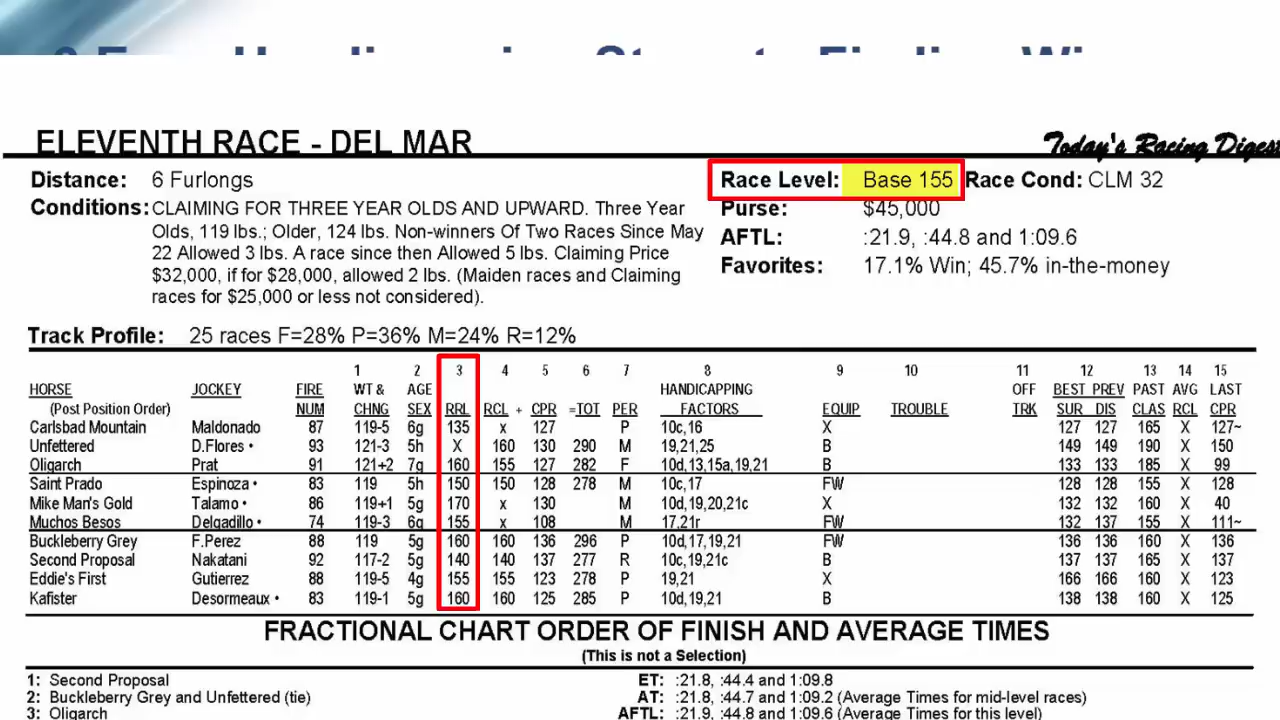 ELEVENTH RACE - DEL MAR
Today's Racing Digest
Distance: 6 Furlongs
Race Level: Base 155 Race Cond: CLM 32
Conditions: CLAIMING FOR THREE YEAR OLDS AND UPWARD. Three Year
Olds, 119 lbs.; Older, 124 lbs. Non-winners Of Two Races Since May
22 Allowed 3 lbs. A race since then Allowed 5 lbs. Claiming Price
$32,000, if for $28,000, allowed 2 lbs. (Maiden races and Claiming
races for $25,000 or less not considered).
Purse: $45,000
AFTL: :21.9, :44.8 and 1:09.6
Favorites: 17.1% Win; 45.7% in-the-money
Track Profile: 25 races F=28% P=36% M=24% R=12%
1 2 3 4 5 6 7 8 9 10 11 12 13 14 15
HORSE JOCKEY FIRE WT & AGE HANDICAPPING OFF BEST PREV PAST AVG LAST
(Post Position Order) NUM CHNG SEX RRL RCL + CPR =TOT PER FACTORS EQUIP TROUBLE TRK SUR DIS CLAS RCL CPR
Carlsbad Mountain Maldonado 87 119-5 6g 135 x 127 P 10c,16 X 127 127 165 X 127~
Unfettered D.Flores • 93 121-3 5h X 160 130 290 M 19,21,25 B 149 149 190 X 150
Oligarch Prat 91 121+2 7g 160 155 127 282 F 10d,13,15a,19,21 B 133 133 185 X 99
Saint Prado Espinoza • 83 119 5h 150 150 128 278 M 10c,17 FW 128 128 155 X 128
Mike Man's Gold Talamo • 86 119+1 5g 170 x 130 M 10d,19,20,21c B 132 132 160 X 40
Muchos Besos Delgadillo • 74 119-3 6g 155 x 108 M 17,21r FW 132 137 155 X 111~
Buckleberry Grey F.Perez 88 119 5g 160 160 136 296 P 10d,17,19,21 FW 136 136 160 X 136
Second Proposal Nakatani 92 117-2 5g 140 140 137 277 R 10c,19,21c B 137 137 165 X 137
Eddie's First Gutierrez 88 119-5 4g 155 155 123 278 P 19,21 X 166 166 160 X 123
Kafister Desormeaux • 83 119-1 5g 160 160 125 285 P 10d,19,21 B 138 138 160 X 125
FRACTIONAL CHART ORDER OF FINISH AND AVERAGE TIMES
(This is not a Selection)
1: Second Proposal ET: :21.8, :44.4 and 1:09.8
2: Buckleberry Grey and Unfettered (tie) AT: :21.8, :44.7 and 1:09.2 (Average Times for mid-level races)
3: Oligarch AFTL: :21.9, :44.8 and 1:09.6 (Average Times for this level)